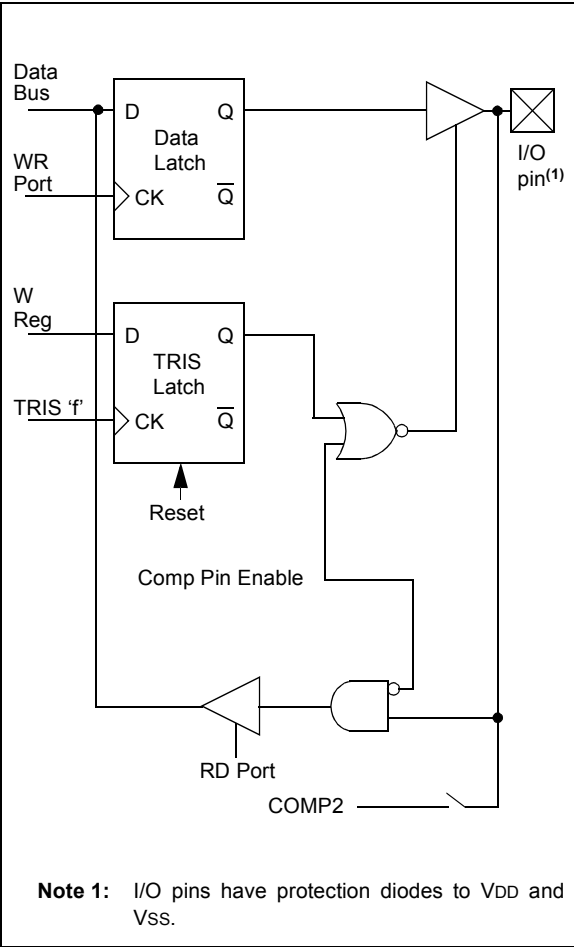 Data
Bus
D
Q
Data
Latch
WR
Port
CK
Q̅
I/O
pin(1)
W
Reg
D
Q
TRIS
Latch
TRIS ‘f’
CK
Q̅
Reset
Comp Pin Enable
RD Port
COMP2
Note 1: I/O pins have protection diodes to VDD and
VSS.